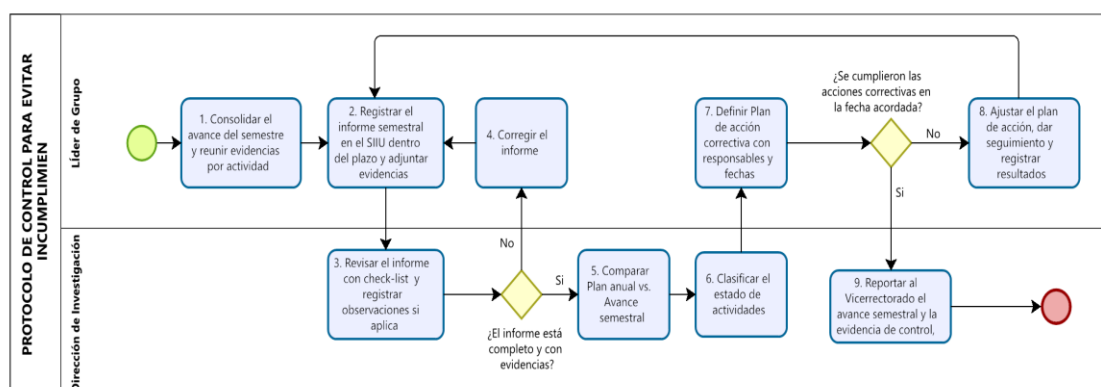 PROTOCOLO DE CONTROL PARA EVITAR
INCUMPLIMEN
Líder de Grupo
1. Consolidar el
avance del semestre
y reunir evidencias
por actividad
2. Registrar el
informe semestral
en el SIIU dentro
del plazo y adjuntar
evidencias
4. Corregir el
informe
7. Definir Plan
de acción
correctiva con
responsables y
fechas
¿Se cumplieron las
acciones correctivas en
la fecha acordada?
No
8. Ajustar el plan
de acción, dar
seguimiento y
registrar
resultados
Si
Dirección de Investigación
3. Revisar el informe
con check-list y
registrar
observaciones si
aplica
No
Si
¿El informe está
completo y con
evidencias?
5. Comparar
Plan anual vs.
Avance
semestral
6. Clasificar el
estado de
actividades
9. Reportar al
Vicerrectorado el
avance semestral y la
evidencia de control,